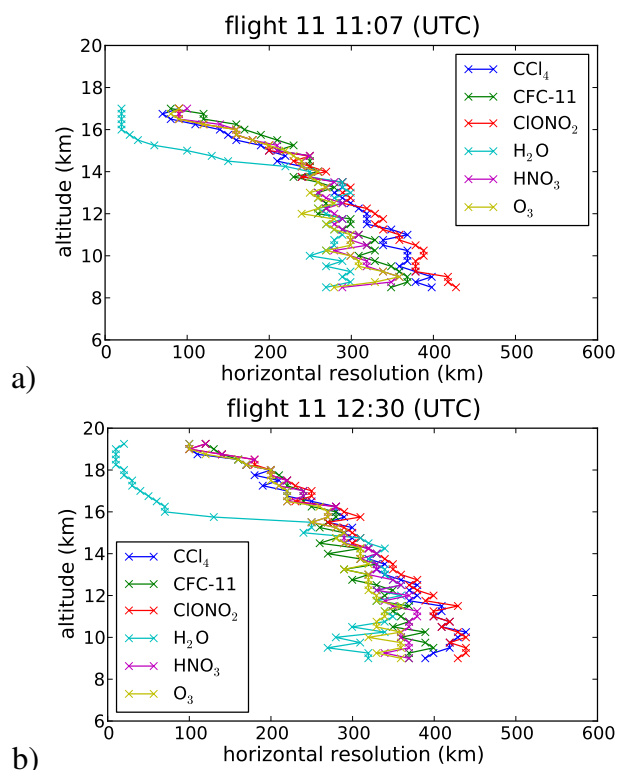 flight 11 11:07 (UTC)
20
18
16
14
12
10
8
6
altitude (km)
CCl₄
CFC-11
ClONO₂
H₂O
HNO₃
O₃
0 100 200 300 400 500 600
horizontal resolution (km)
a)
flight 11 12:30 (UTC)
20
18
16
14
12
10
8
6
altitude (km)
CCl₄
CFC-11
ClONO₂
H₂O
HNO₃
O₃
0 100 200 300 400 500 600
horizontal resolution (km)
b)